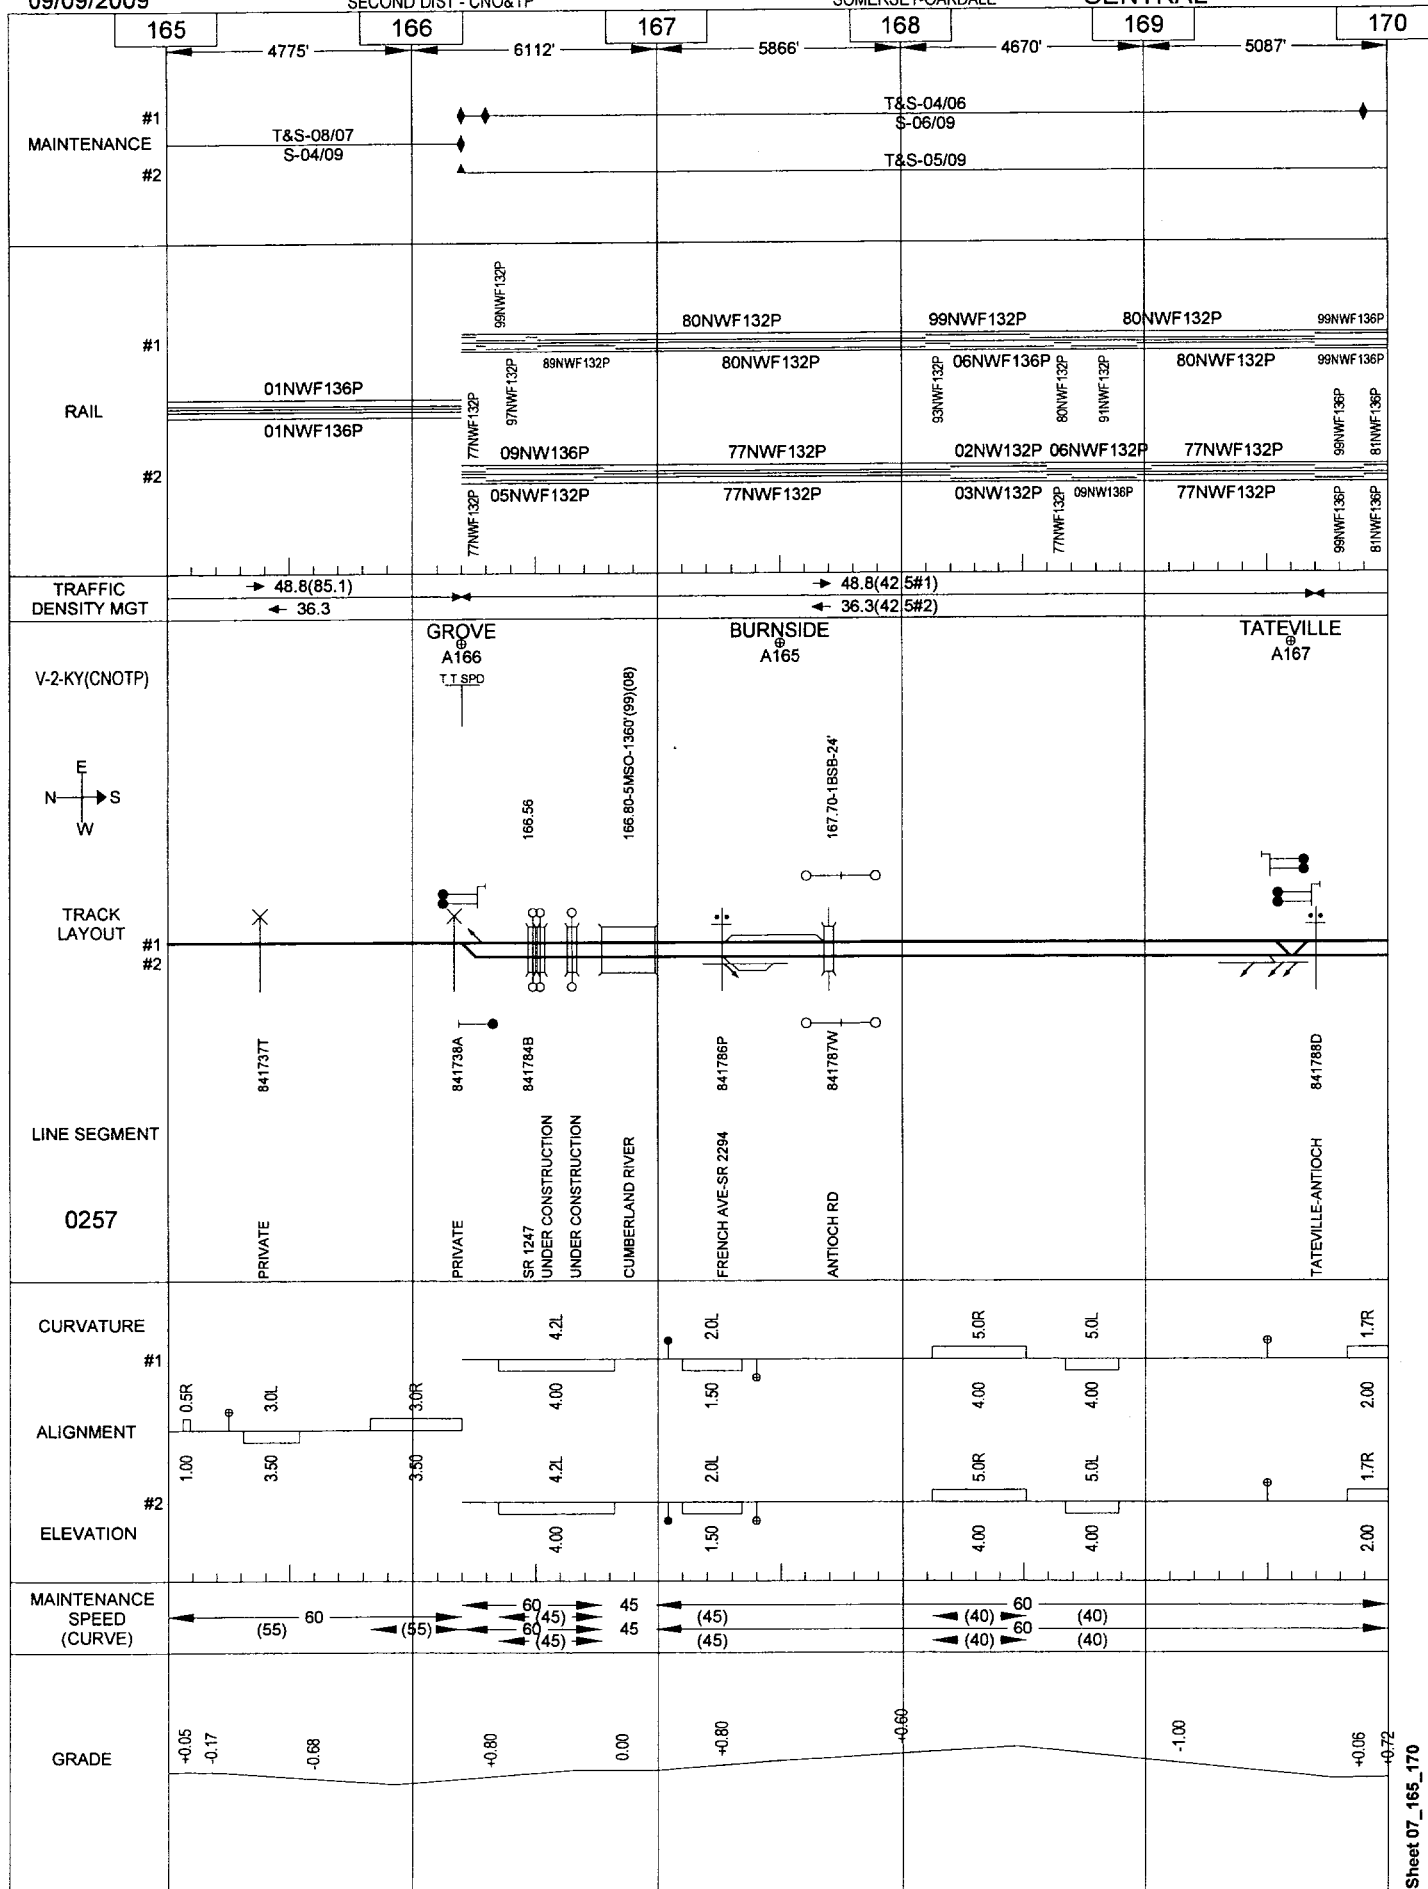 09/09/2009 SECOND DIST - CNO&TP SOMERSET-OAKDALE CENTRAL
165 166 167 168 169 170
4775' 6112' 5866' 4670' 5087'
#1 T&S-04/06
S-06/09
MAINTENANCE T&S-08/07
S-04/09
#2 T&S-05/09
99NWF132P
80NWF132P 99NWF132P 80NWF132P 99NWF136P
#1
89NWF132P 80NWF132P 06NWF136P 80NWF132P 99NWF136P
97NWF132P 93NWF132P 80NWF132P 91NWF132P
01NWF136P
RAIL
01NWF136P
77NWF132P 99NWF136P 81NWF136P
09NW136P 77NWF132P 02NW132P 06NWF132P 77NWF132P
#2
05NWF132P 77NWF132P 03NW132P 09NW136P 77NWF132P
77NWF132P 77NWF132P 99NWF136P 81NWF136P
TRAFFIC DENSITY MGT
48.8(85.1) 48.8(42.5#1)
36.3 36.3(42.5#2)
GROVE BURNSIDE TATEVILLE
A166 A165 A167
V-2-KY(CNOTP) T T SPD
166.56
166.80-5MSO-1360'(99)(08)
167.70-1BSB-24'
E
N S
W
TRACK
LAYOUT
#1
#2
841737T 841738A 841784B 841786P 841787W 841788D
LINE SEGMENT
0257
PRIVATE
PRIVATE
SR 1247
UNDER CONSTRUCTION
UNDER CONSTRUCTION
CUMBERLAND RIVER
FRENCH AVE-SR 2294
ANTIOCH RD
TATEVILLE-ANTIOCH
CURVATURE 4.2L 2.0L 5.0R 5.0L 1.7R
#1
4.00 1.50 4.00 4.00 2.00
0.5R 3.0L 3.0R
ALIGNMENT
1.00 3.50 3.50
4.2L 2.0L 5.0R 5.0L 1.7R
#2
ELEVATION 4.00 1.50 4.00 4.00 2.00
MAINTENANCE
SPEED
(CURVE)
60 45 60
60 (45) (45) (40) (40)
(55) (55) 60 45 60
(45) (45) (40) (40)
GRADE
+0.05 -0.17 -0.68 +0.80 0.00 +0.80 +0.60 -1.00 +0.06 +0.72
Sheet 07_165_170